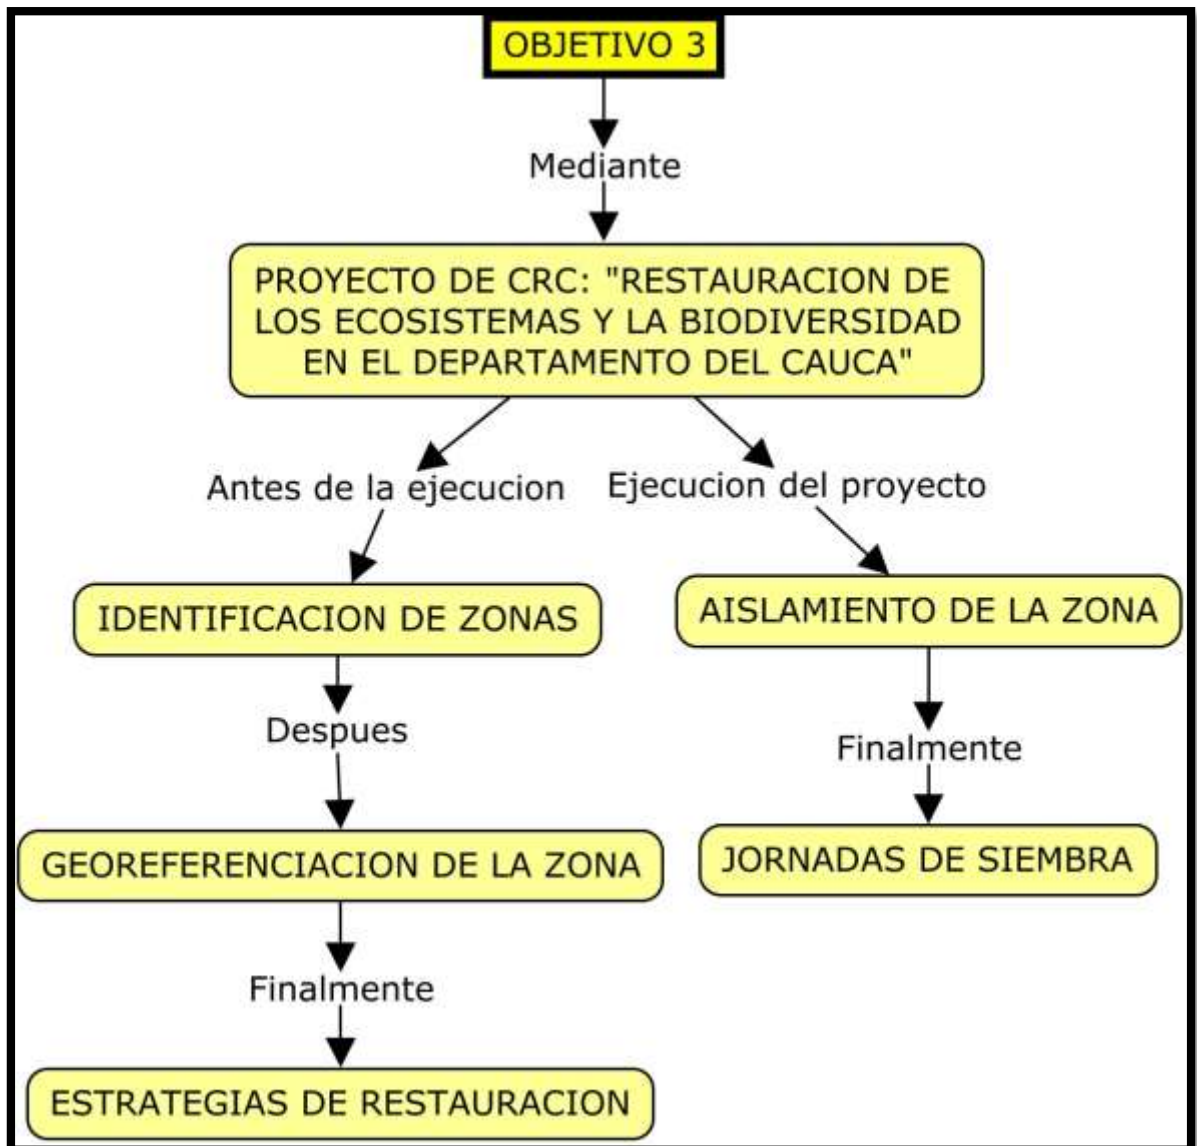 OBJETIVO 3
Mediante
PROYECTO DE CRC: "RESTAURACION DE
LOS ECOSISTEMAS Y LA BIODIVERSIDAD
EN EL DEPARTAMENTO DEL CAUCA"
Antes de la ejecucion
Ejecucion del proyecto
IDENTIFICACION DE ZONAS
AISLAMIENTO DE LA ZONA
Despues
Finalmente
GEOREFERENCIACION DE LA ZONA
JORNADAS DE SIEMBRA
Finalmente
ESTRATEGIAS DE RESTAURACION